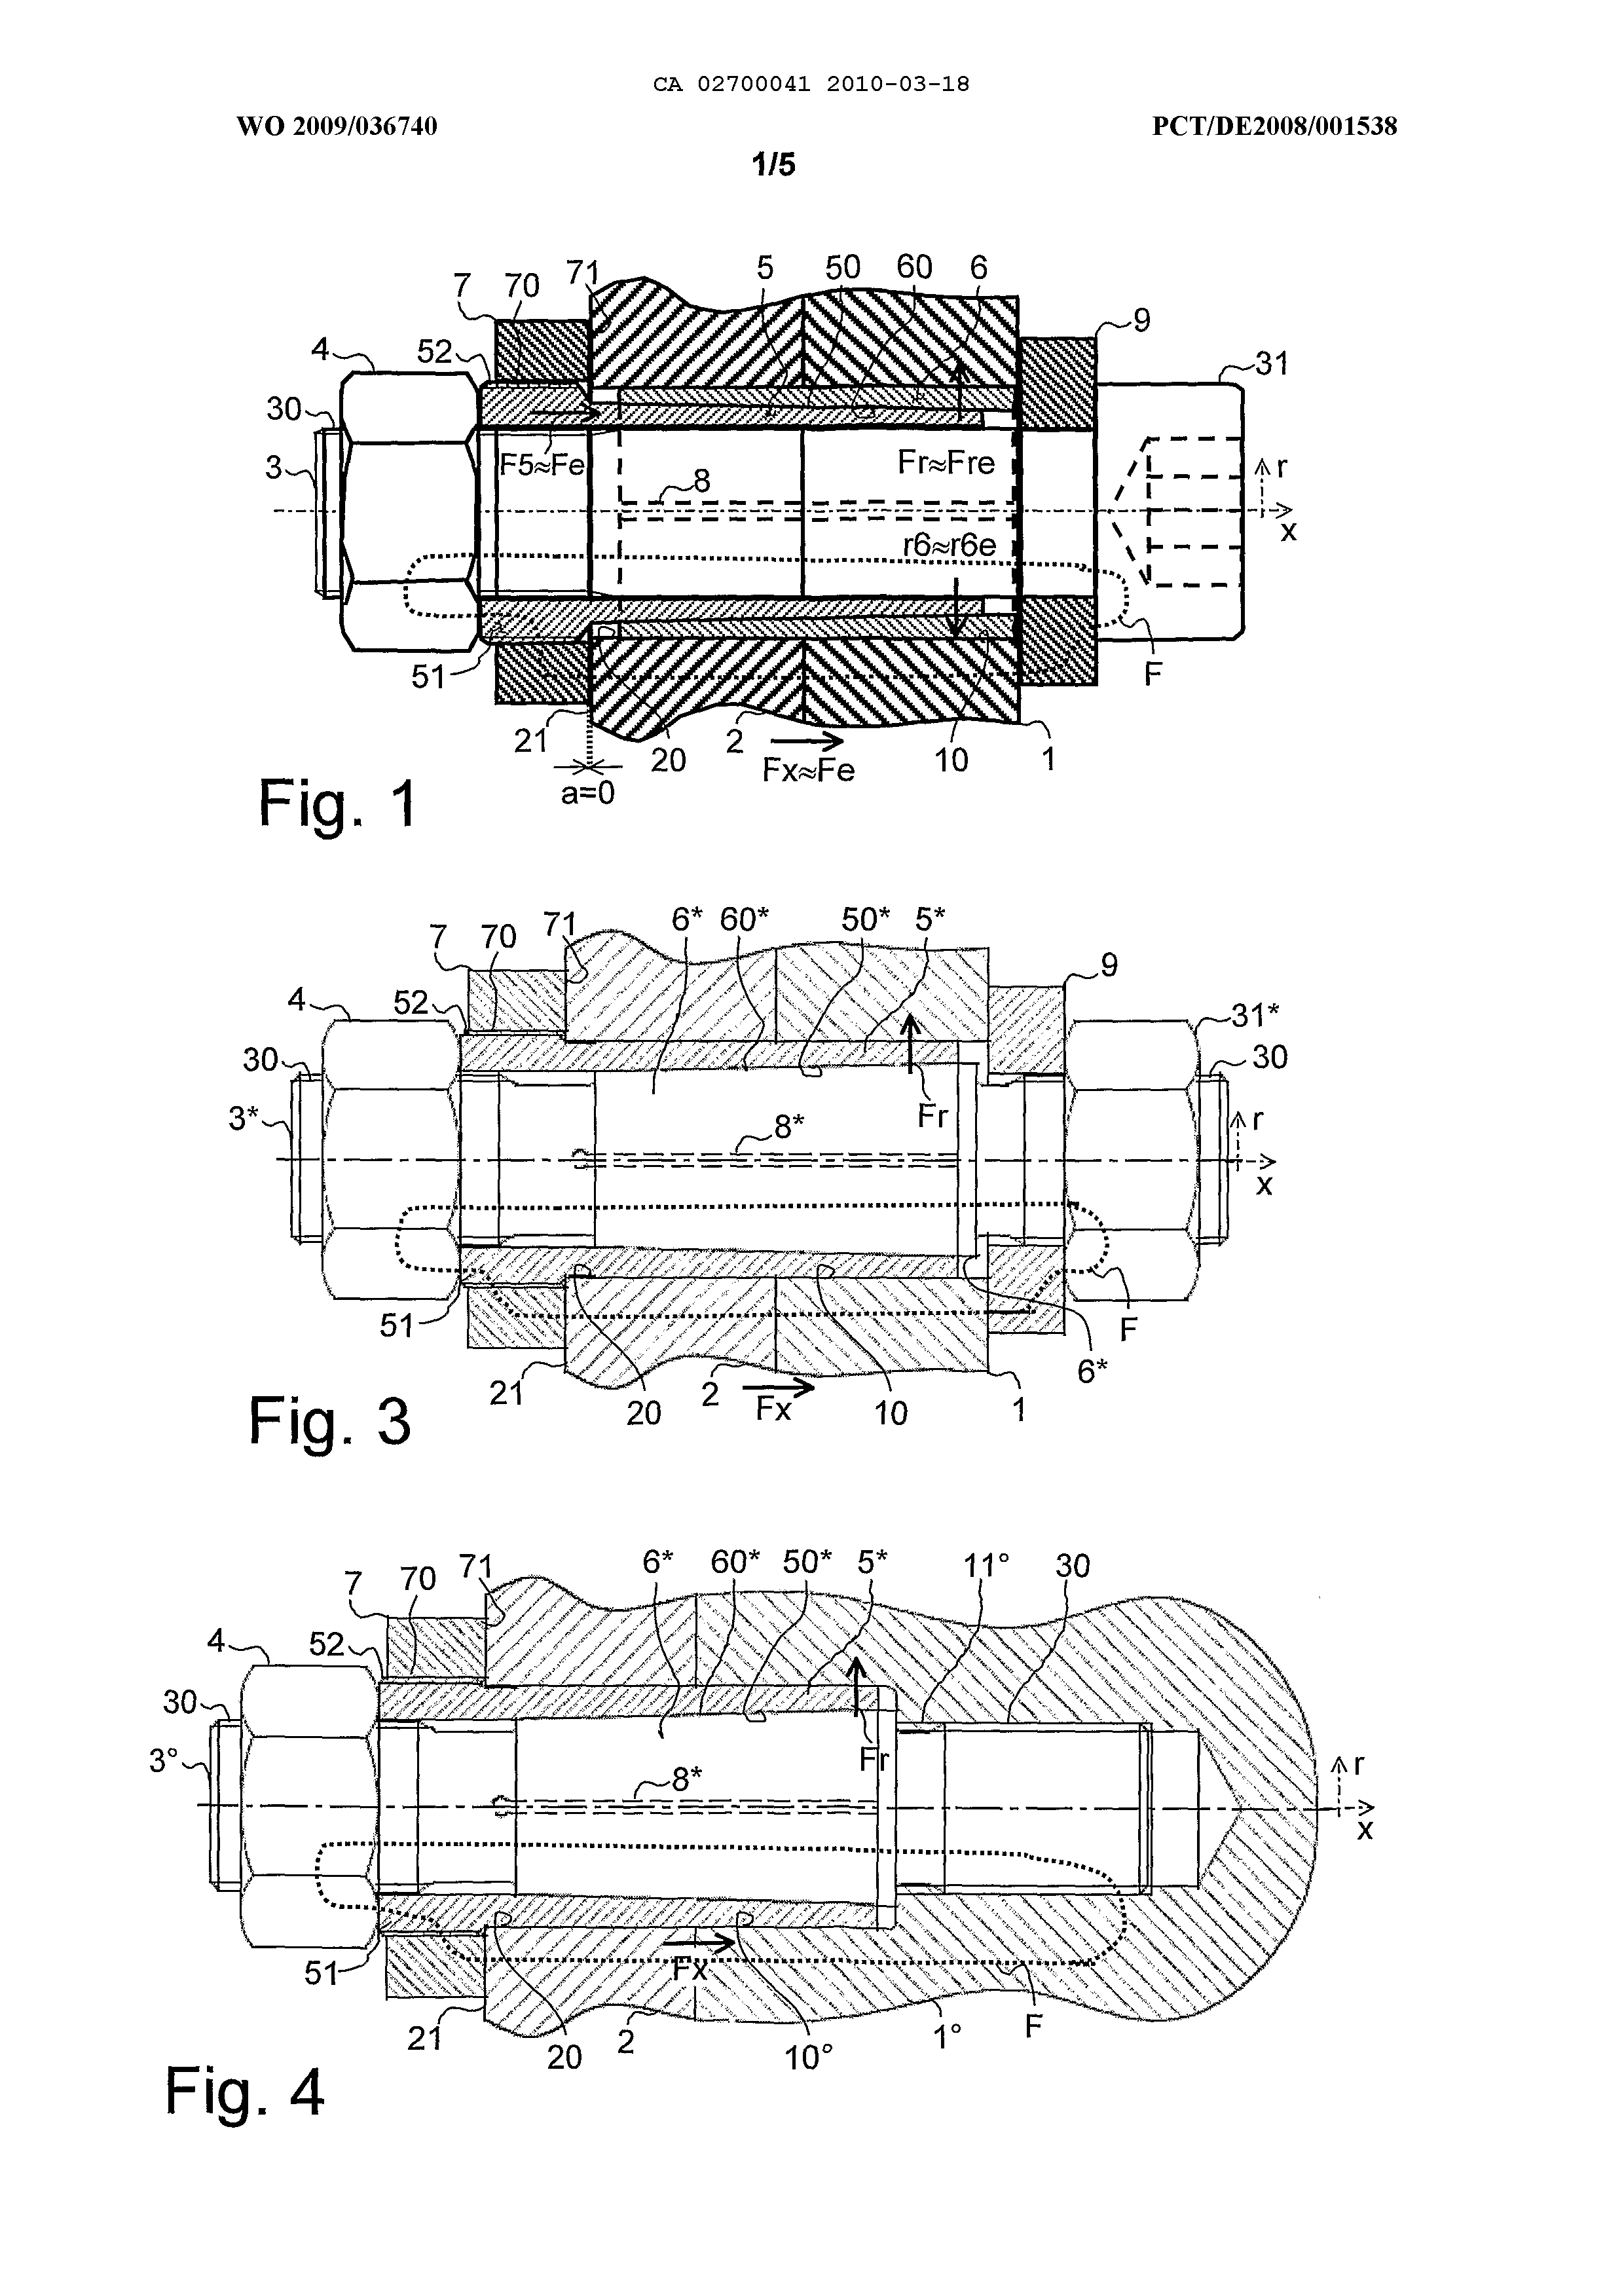 CA 02700041 2010-03-18
WO 2009/036740 PCT/DE2008/001538
1/5
7 70 71 5 50 60 6 9
4 52 31
30
3 F5≈Fe Fr≈Fre r
8
x
r6≈r6e
51 F
21 20 2 10 1
Fx≈Fe
a=0
Fig. 1
7 70 71 6* 60* 50* 5* 9
4 52 31*
30 30
3* Fr r
8*
x
51 F
21 20 2 10 1 6*
Fx
Fig. 3
7 70 71 6* 60* 50* 5* 11° 30
4 52
30
3° Fr r
8*
x
51 Fx
21 20 2 10° 1° F
Fig. 4